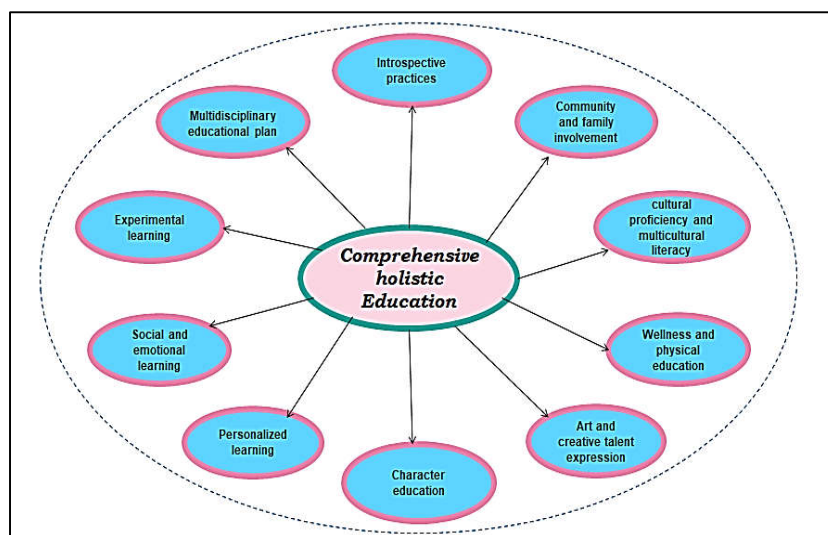 Introspective
practices
Community
and family
involvement
Multidisciplinary
educational plan
cultural
proficiency and
multicultural
literacy
Experimental
learning
Comprehensive
holistic
Education
Social and
emotional
learning
Wellness and
physical
education
Personalized
learning
Art and
creative talent
expression
Character
education